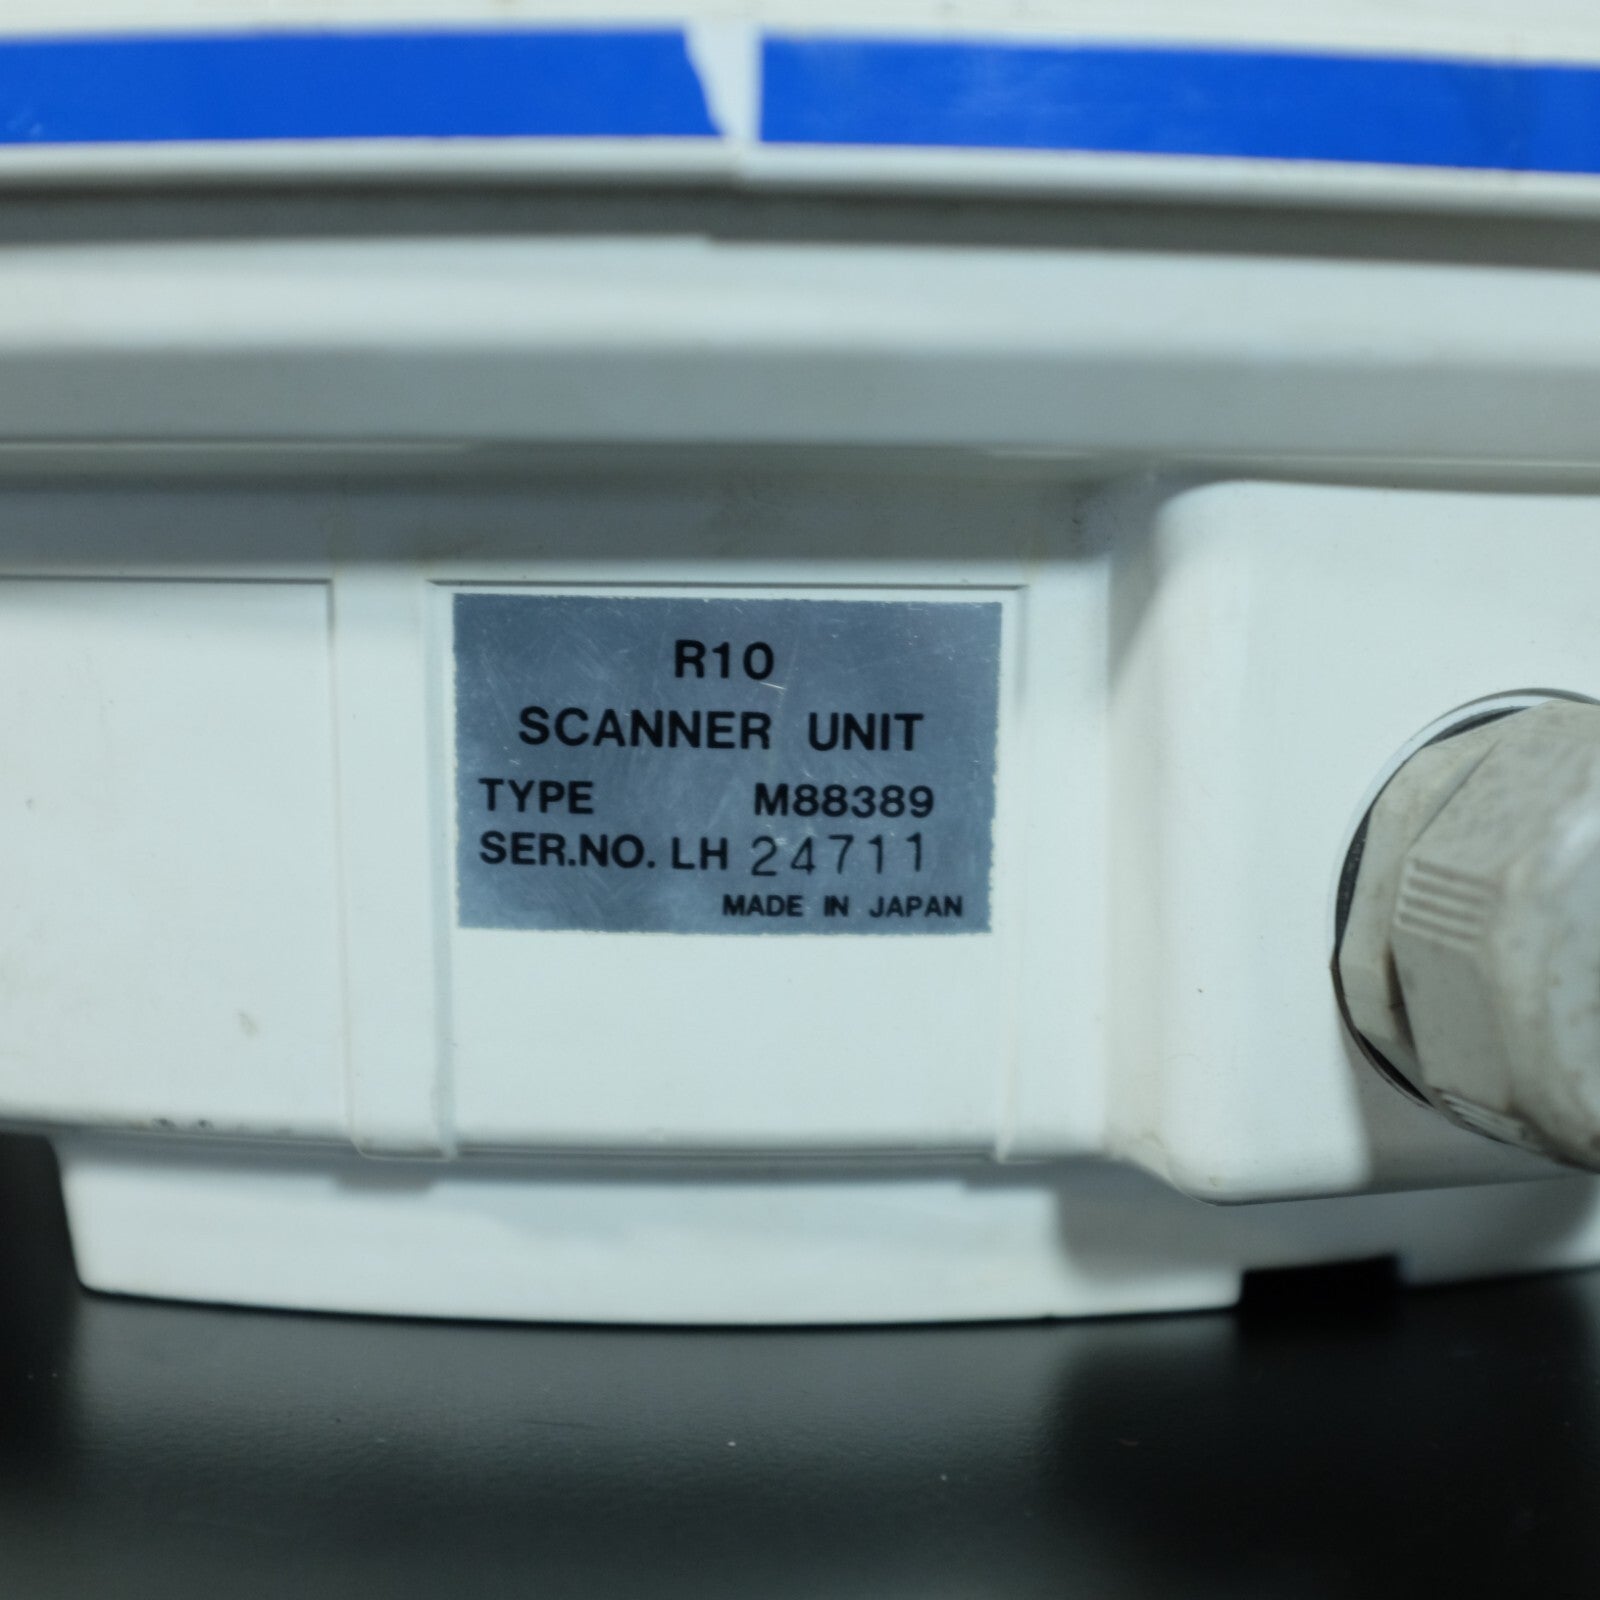 R10
SCANNER UNIT
TYPE M88389
SER.NO. LH 24711
MADE IN JAPAN